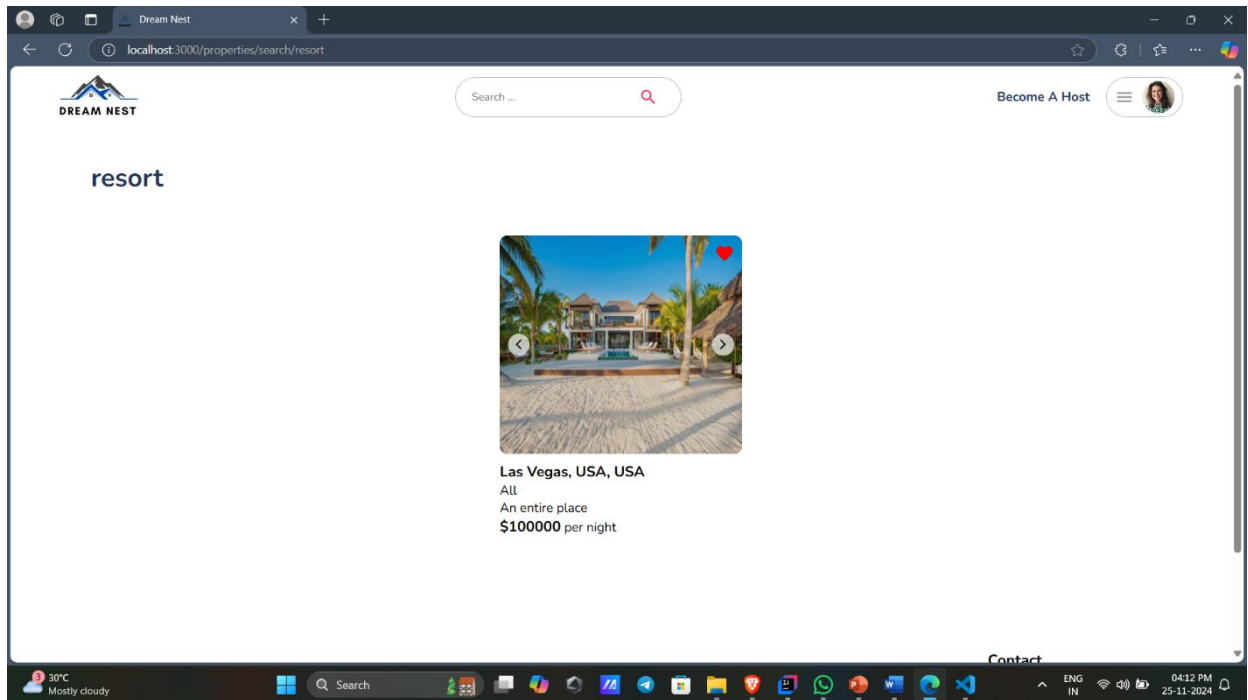 Dream Nest
localhost:3000/properties/search/resort
DREAM NEST
Search ...
Become A Host
resort
Las Vegas, USA, USA
All
An entire place
$100000 per night
Contact
3
30°C
Mostly cloudy
Search
ENG
IN
04:12 PM
25-11-2024